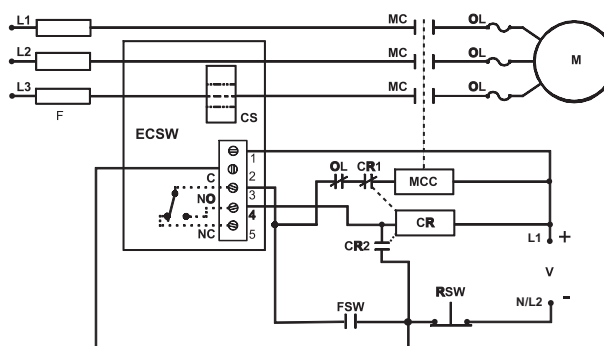 L1 MC OL
L2 MC OL M
L3 MC OL
F CS
ECSW
1
C 2
NO 3
4
NC 5
OL CR1 MCC
CR
CR2
L1 +
V
FSW RSW N/L2 -